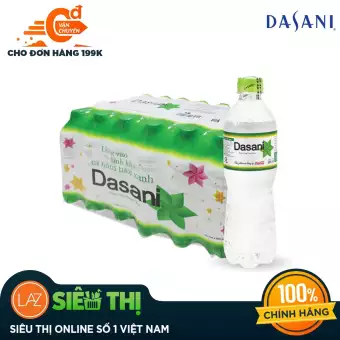 đ
VẬN
CHUYỂN
CHO ĐƠN HÀNG 199K
DASANI
Dasani
Dasani
LAZ SIÊU THỊ
SIÊU THỊ ONLINE SỐ 1 VIỆT NAM
100%
CHÍNH HÃNG